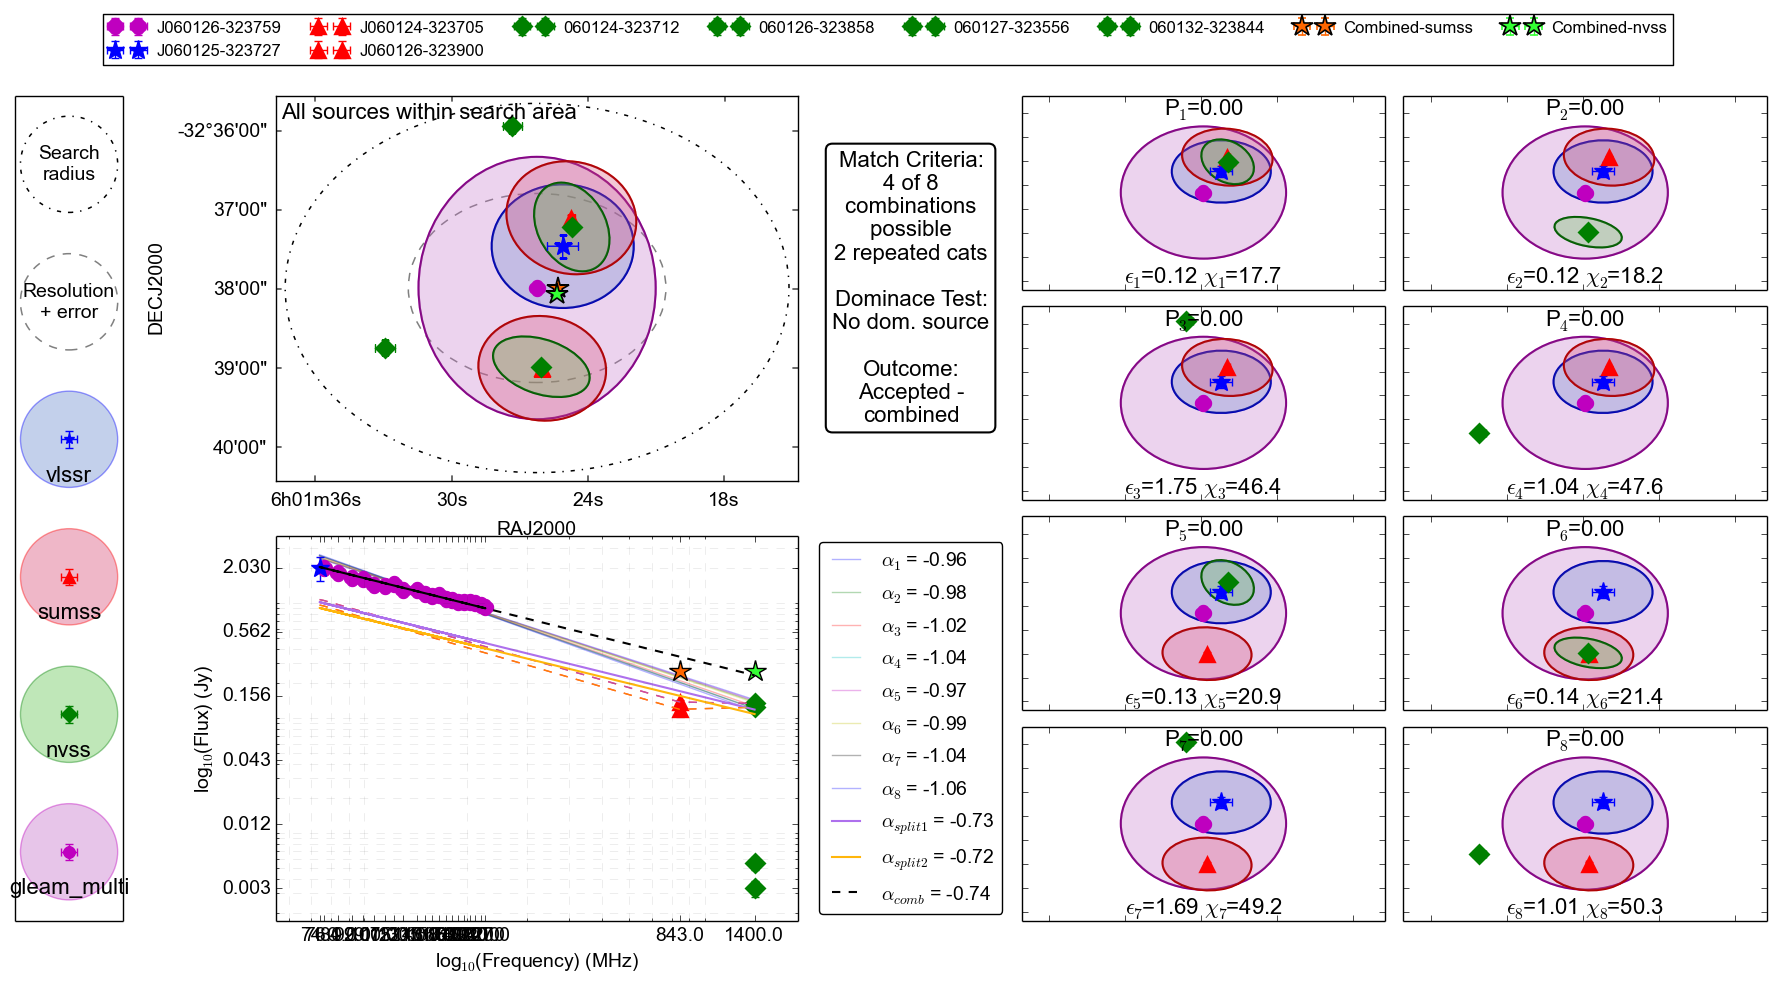 J060126-323759 J060124-323705 060124-323712 060126-323858 060127-323556 060132-323844 Combined-sumss Combined-nvss
J060125-323727 J060126-323900
Search
radius
Resolution
+ error
vlssr
sumss
nvss
gleam_multi
All sources within search area
DECJ2000
-32°36'00"
37'00"
38'00"
39'00"
40'00"
6h01m36s 30s 24s 18s
RAJ2000
Match Criteria:
4 of 8
combinations
possible
2 repeated cats
Dominace Test:
No dom. source
Outcome:
Accepted -
combined
log10(Flux) (Jy)
2.030
0.562
0.156
0.043
0.012
0.003
843.0 1400.0
log10(Frequency) (MHz)
α1 = -0.96
α2 = -0.98
α3 = -1.02
α4 = -1.04
α5 = -0.97
α6 = -0.99
α7 = -1.04
α8 = -1.06
αsplit1 = -0.73
αsplit2 = -0.72
αcomb = -0.74
P1=0.00
ϵ1=0.12 χ1=17.7
P2=0.00
ϵ2=0.12 χ2=18.2
P3=0.00
ϵ3=1.75 χ3=46.4
P4=0.00
ϵ4=1.04 χ4=47.6
P5=0.00
ϵ5=0.13 χ5=20.9
P6=0.00
ϵ6=0.14 χ6=21.4
P7=0.00
ϵ7=1.69 χ7=49.2
P8=0.00
ϵ8=1.01 χ8=50.3